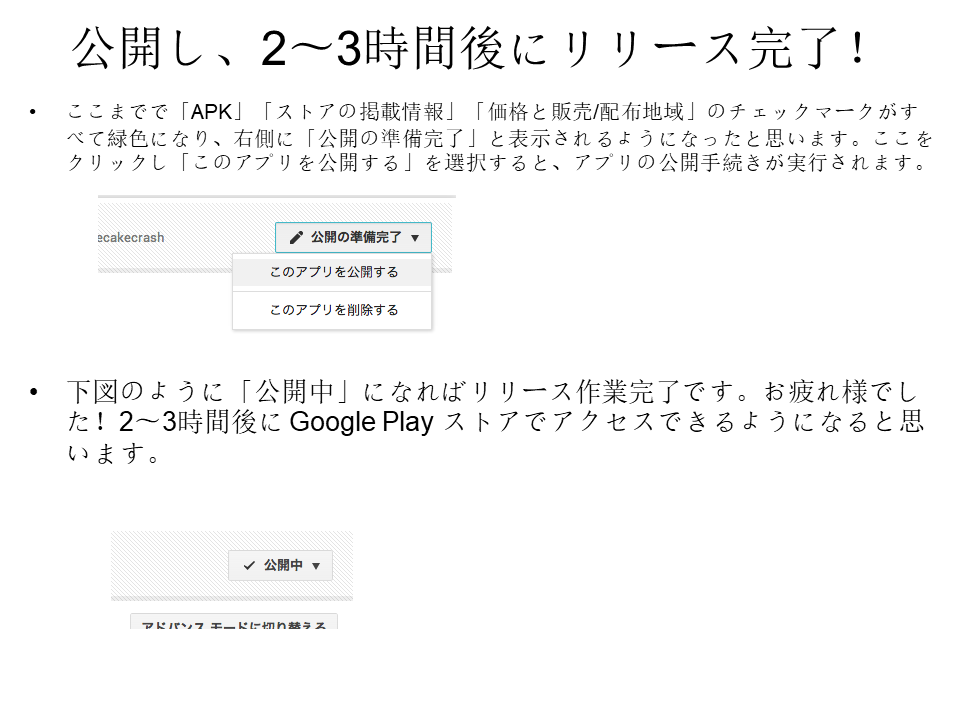 公開し、2～3時間後にリリース完了！
• ここまでで「APK」「ストアの掲載情報」「価格と販売/配布地域」のチェックマークがす
べて緑色になり、右側に「公開の準備完了」と表示されるようになったと思います。ここを
クリックし「このアプリを公開する」を選択すると、アプリの公開手続きが実行されます。
ecakecrash
公開の準備完了 ▼
このアプリを公開する
このアプリを削除する
• 下図のように「公開中」になればリリース作業完了です。お疲れ様でし
た！2～3時間後に Google Play ストアでアクセスできるようになると思
います。
公開中 ▼
アドバンス モードに切り替える